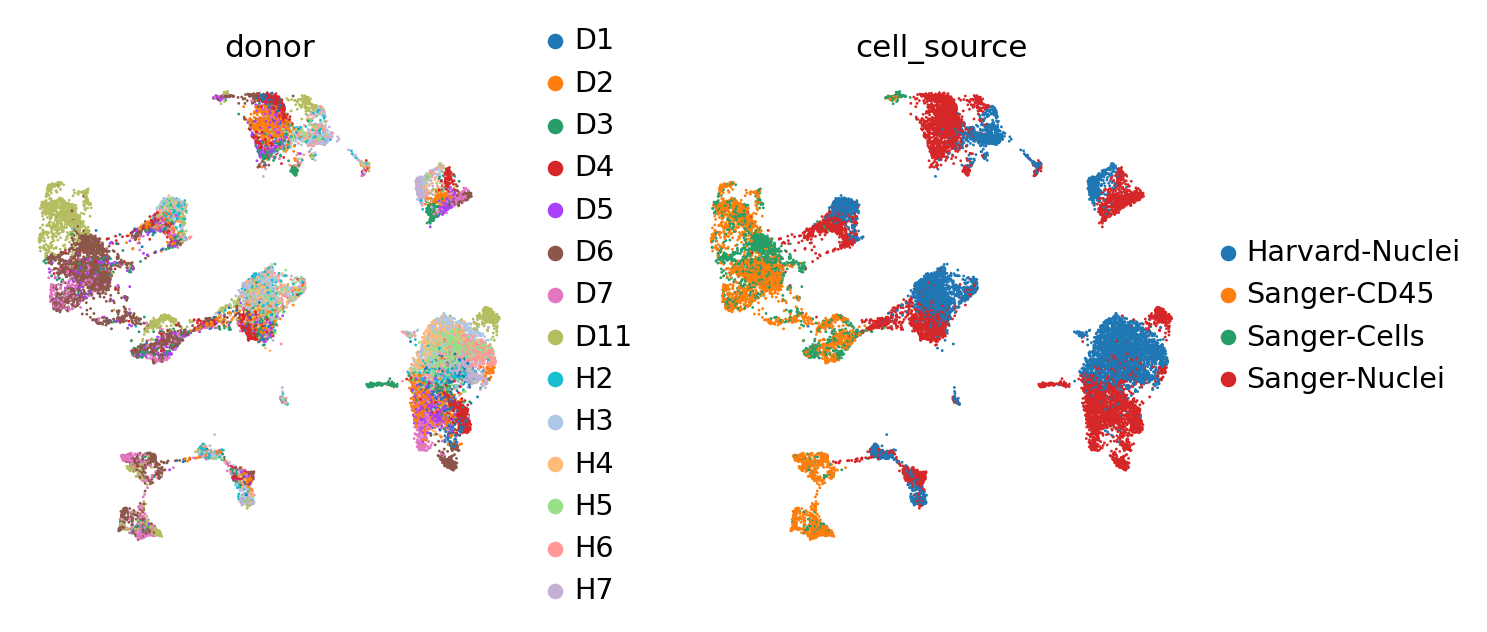 donor
D1
D2
D3
D4
D5
D6
D7
D11
H2
H3
H4
H5
H6
H7
cell_source
Harvard-Nuclei
Sanger-CD45
Sanger-Cells
Sanger-Nuclei